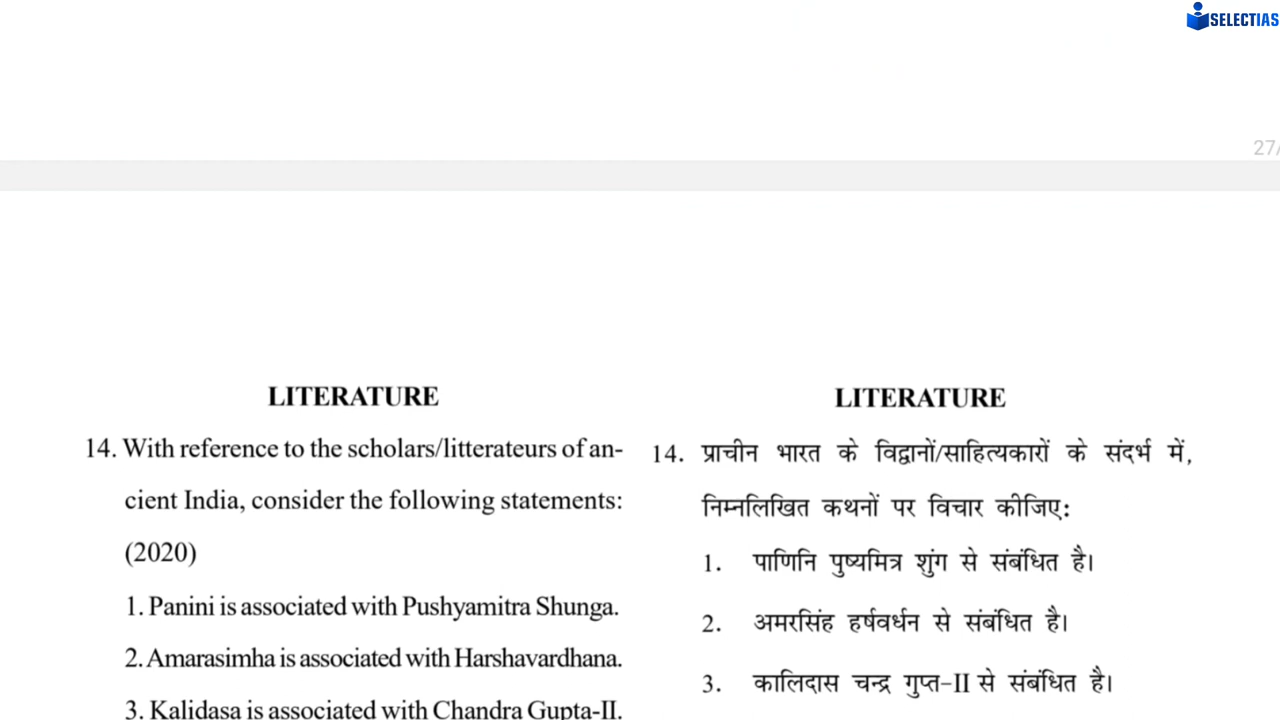 SELECTIAS
27/
LITERATURE
14. With reference to the scholars/litterateurs of an-
cient India, consider the following statements:
(2020)
1. Panini is associated with Pushyamitra Shunga.
2. Amarasimha is associated with Harshavardhana.
3. Kalidasa is associated with Chandra Gupta-II.
LITERATURE
14. प्राचीन भारत के विद्वानों/साहित्यकारों के संदर्भ में,
निम्नलिखित कथनों पर विचार कीजिए:
1. पाणिनि पुष्यमित्र शुंग से संबंधित है।
2. अमरसिंह हर्षवर्धन से संबंधित है।
3. कालिदास चन्द्र गुप्त-II से संबंधित है।